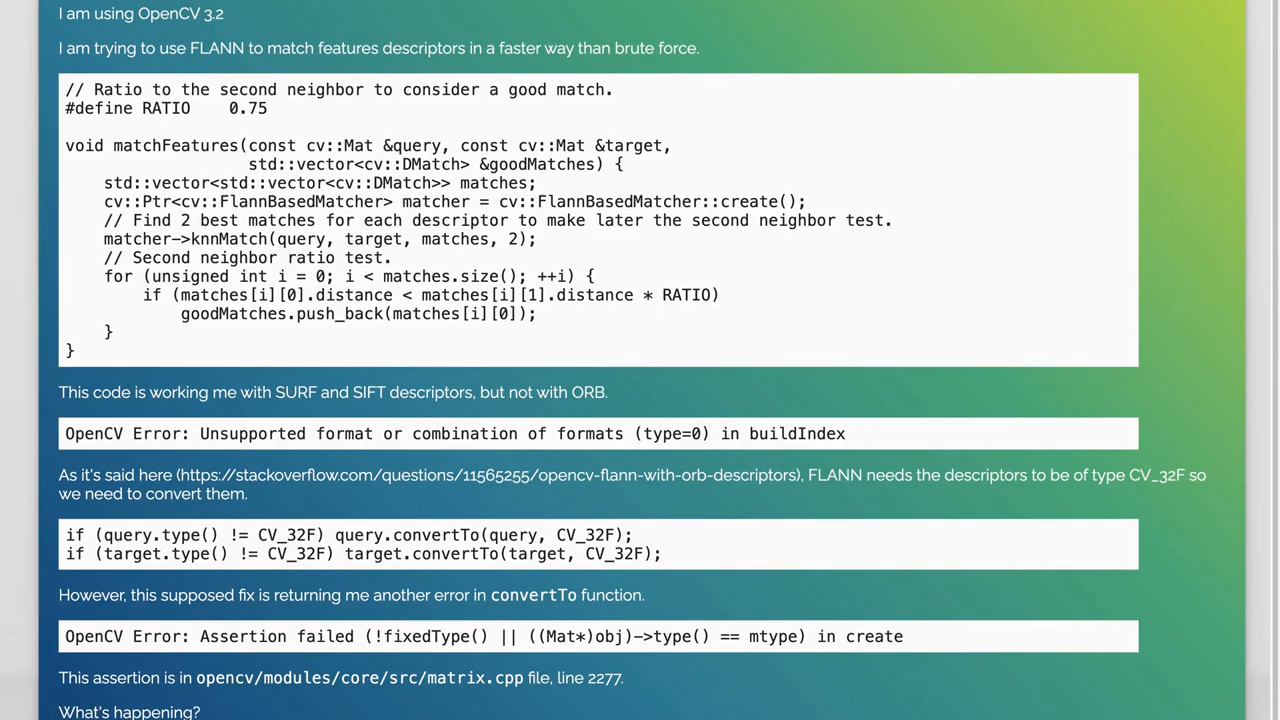 I am using OpenCV 3.2
I am trying to use FLANN to match features descriptors in a faster way than brute force.
// Ratio to the second neighbor to consider a good match.
#define RATIO    0.75
void matchFeatures(const cv::Mat &query, const cv::Mat &target,
                   std::vector<cv::DMatch> &goodMatches) {
    std::vector<std::vector<cv::DMatch>> matches;
    cv::Ptr<cv::FlannBasedMatcher> matcher = cv::FlannBasedMatcher::create();
    // Find 2 best matches for each descriptor to make later the second neighbor test.
    matcher->knnMatch(query, target, matches, 2);
    // Second neighbor ratio test.
    for (unsigned int i = 0; i < matches.size(); ++i) {
        if (matches[i][0].distance < matches[i][1].distance * RATIO)
            goodMatches.push_back(matches[i][0]);
    }
}
This code is working me with SURF and SIFT descriptors, but not with ORB.
OpenCV Error: Unsupported format or combination of formats (type=0) in buildIndex
As it's said here (https://stackoverflow.com/questions/11565255/opencv-flann-with-orb-descriptors), FLANN needs the descriptors to be of type CV_32F so
we need to convert them.
if (query.type() != CV_32F) query.convertTo(query, CV_32F);
if (target.type() != CV_32F) target.convertTo(target, CV_32F);
However, this supposed fix is returning me another error in convertTo function.
OpenCV Error: Assertion failed (!fixedType() || ((Mat*)obj)->type() == mtype) in create
This assertion is in opencv/modules/core/src/matrix.cpp file, line 2277.
What's happening?